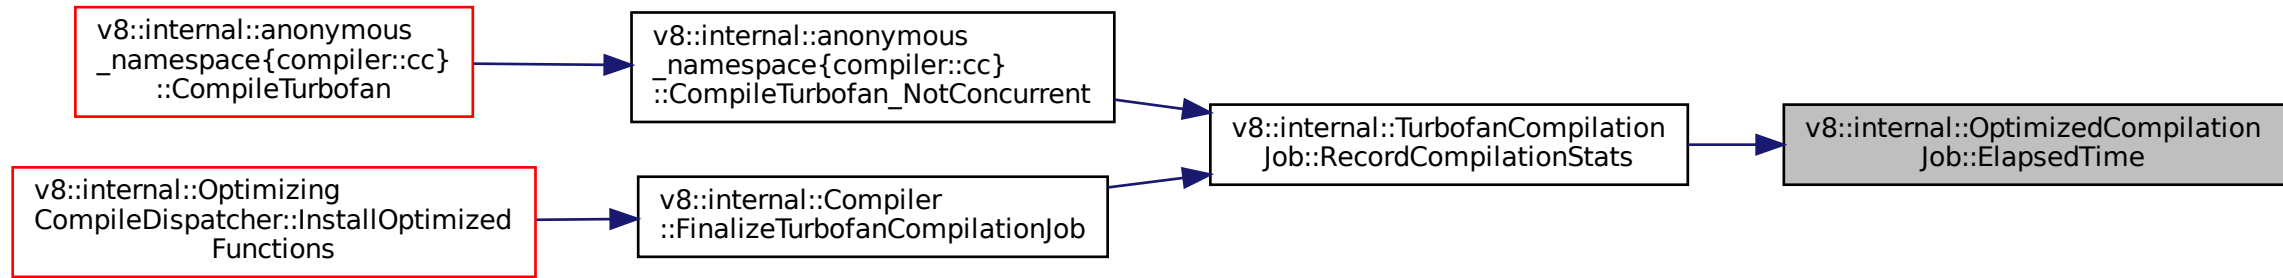 v8::internal::anonymous
_namespace{compiler::cc}
::CompileTurbofan
v8::internal::anonymous
_namespace{compiler::cc}
::CompileTurbofan_NotConcurrent
v8::internal::TurbofanCompilation
Job::RecordCompilationStats
v8::internal::OptimizedCompilation
Job::ElapsedTime
v8::internal::Optimizing
CompileDispatcher::InstallOptimized
Functions
v8::internal::Compiler
::FinalizeTurbofanCompilationJob